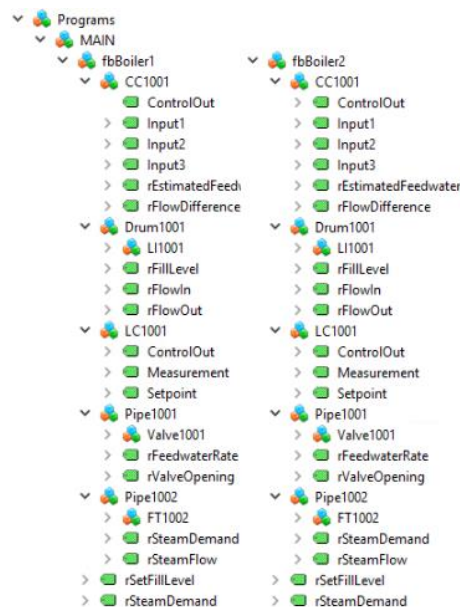 Programs
MAIN
fbBoiler1
CC1001
ControlOut
Input1
Input2
Input3
rEstimatedFeedw
rFlowDifference
Drum1001
LI1001
rFillLevel
rFlowIn
rFlowOut
LC1001
ControlOut
Measurement
Setpoint
Pipe1001
Valve1001
rFeedwaterRate
rValveOpening
Pipe1002
FT1002
rSteamDemand
rSteamFlow
rSetFillLevel
rSteamDemand
fbBoiler2
CC1001
ControlOut
Input1
Input2
Input3
rEstimatedFeedwater
rFlowDifference
Drum1001
LI1001
rFillLevel
rFlowIn
rFlowOut
LC1001
ControlOut
Measurement
Setpoint
Pipe1001
Valve1001
rFeedwaterRate
rValveOpening
Pipe1002
FT1002
rSteamDemand
rSteamFlow
rSetFillLevel
rSteamDemand